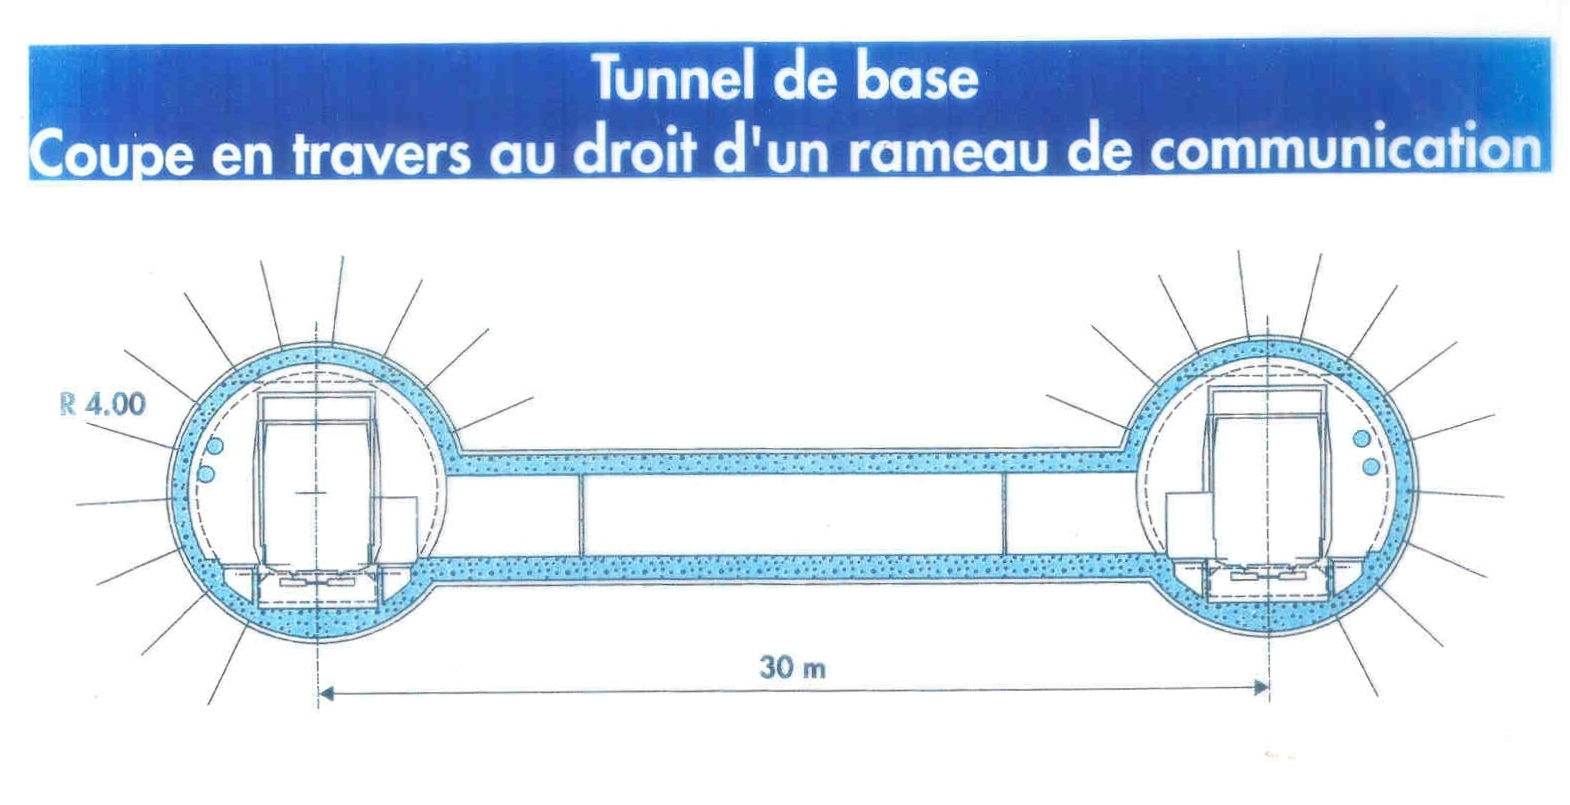 Tunnel de base
Coupe en travers au droit d'un rameau de communication
R 4.00
30 m